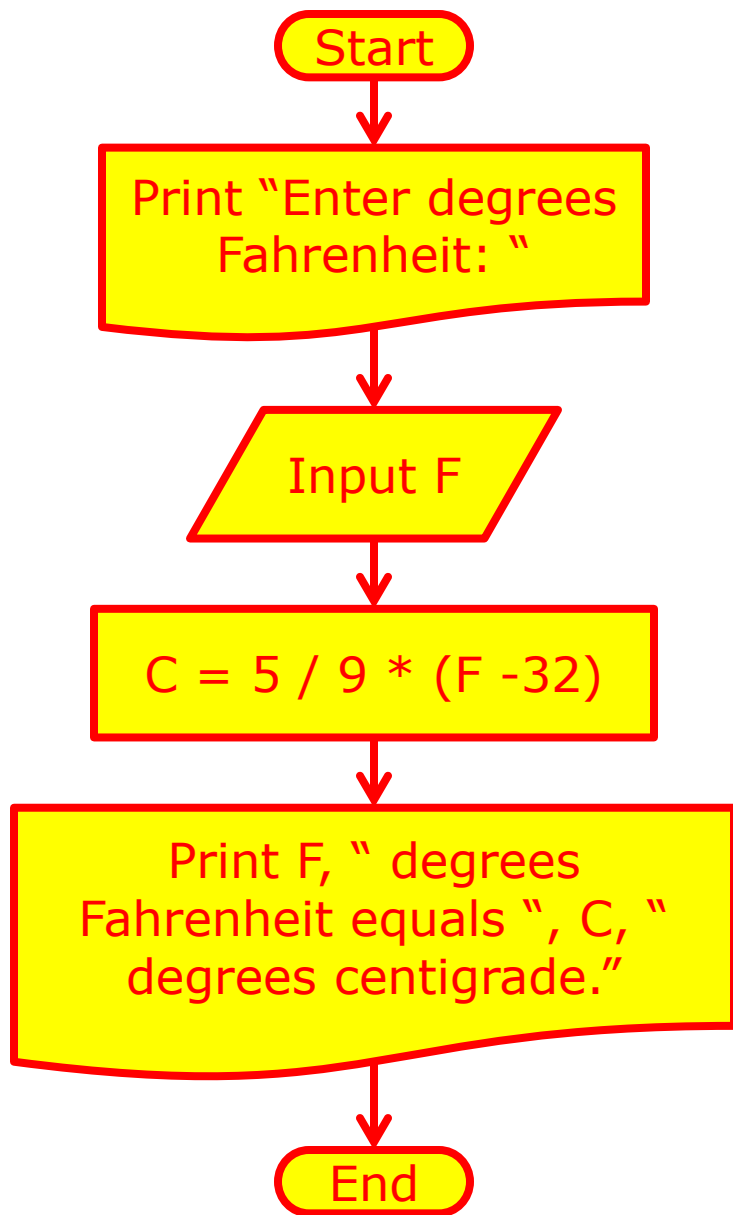 Start
Print “Enter degrees
Fahrenheit: “
Input F
C = 5 / 9 * (F -32)
Print F, “ degrees
Fahrenheit equals “, C, “
degrees centigrade.”
End